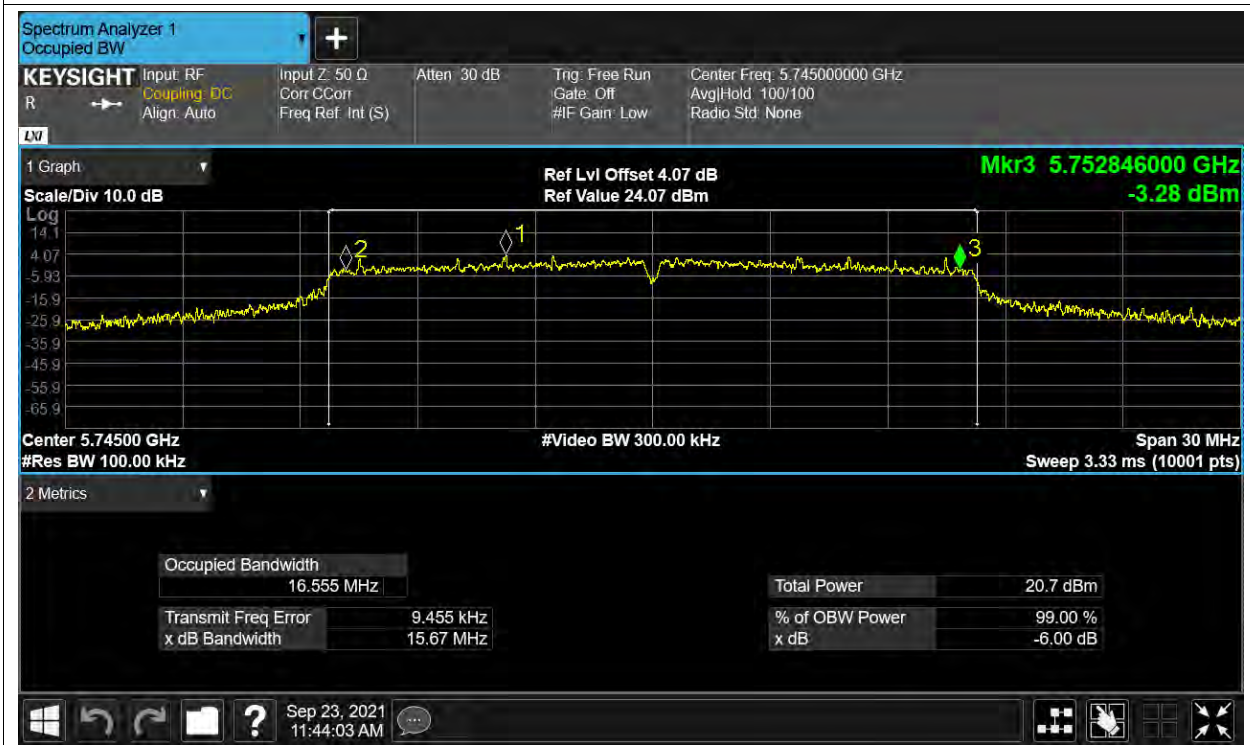 Spectrum Analyzer 1
Occupied BW
+
KEYSIGHT Input: RF Input Z: 50 Ω Atten: 30 dB Trig: Free Run Center Freq: 5.745000000 GHz
R Coupling: DC Corr CCorr Gate: Off Avg|Hold: 100/100
Align: Auto Freq Ref: Int (S) #IF Gain: Low Radio Std: None
LXI
1 Graph Ref Lvl Offset 4.07 dB Mkr3 5.752846000 GHz
Scale/Div 10.0 dB Ref Value 24.07 dBm -3.28 dBm
Log
14.1
4.07
-5.93
-15.9
-25.9
-35.9
-45.9
-55.9
-65.9
2 1 3
Center 5.74500 GHz #Video BW 300.00 kHz Span 30 MHz
#Res BW 100.00 kHz Sweep 3.33 ms (10001 pts)
2 Metrics
Occupied Bandwidth
16.555 MHz Total Power 20.7 dBm
Transmit Freq Error 9.455 kHz % of OBW Power 99.00 %
x dB Bandwidth 15.67 MHz x dB -6.00 dB
? Sep 23, 2021
11:44:03 AM